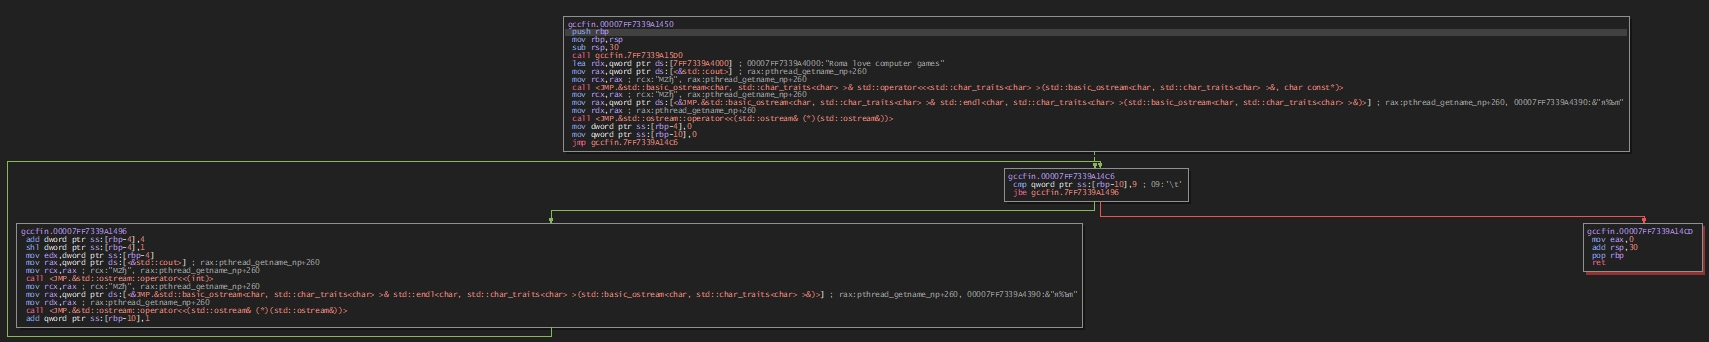 gccfin.00007FF7339A1450
push rbp
mov rbp,rsp
sub rsp,30
call gccfin.7FF7339A15D0
lea rdx,qword ptr ds:[7FF7339A4000] ; 00007FF7339A4000:"Roma love computer games"
mov rax,qword ptr ds:[<&std::cout>] ; rax:pthread_getname_np+260
mov rcx,rax ; rcx:"MZђ", rax:pthread_getname_np+260
call <JMP.&std::basic_ostream<char, std::char_traits<char> >& std::operator<<<std::char_traits<char> >(std::basic_ostream<char, std::char_traits<char> >&, char const*)>
mov rcx,rax ; rcx:"MZђ", rax:pthread_getname_np+260
mov rax,qword ptr ds:[<&JMP.&std::basic_ostream<char, std::char_traits<char> >& std::endl<char, std::char_traits<char> >(std::basic_ostream<char, std::char_traits<char> >&)>] ; rax:pthread_getname_np+260, 00007FF7339A4390:&
mov rdx,rax ; rax:pthread_getname_np+260
call <JMP.&std::ostream::operator<<(std::ostream& (*)(std::ostream&))>
mov dword ptr ss:[rbp-4],0
mov qword ptr ss:[rbp-10],0
jmp gccfin.7FF7339A14C6
gccfin.00007FF7339A14C6
cmp qword ptr ss:[rbp-10],9 ; 09:'\t'
jbe gccfin.7FF7339A1496
gccfin.00007FF7339A1496
add dword ptr ss:[rbp-4],4
shl dword ptr ss:[rbp-4],1
mov edx,dword ptr ss:[rbp-4]
mov rax,qword ptr ds:[<&std::cout>] ; rax:pthread_getname_np+260
mov rcx,rax ; rcx:"MZђ", rax:pthread_getname_np+260
call <JMP.&std::ostream::operator<<(int)>
mov rcx,rax ; rcx:"MZђ", rax:pthread_getname_np+260
mov rax,qword ptr ds:[<&JMP.&std::basic_ostream<char, std::char_traits<char> >& std::endl<char, std::char_traits<char> >(std::basic_ostream<char, std::char_traits<char> >&)>] ; rax:pthread_getname_np+260, 00007FF7339A4390:&
mov rdx,rax ; rax:pthread_getname_np+260
call <JMP.&std::ostream::operator<<(std::ostream& (*)(std::ostream&))>
add qword ptr ss:[rbp-10],1
gccfin.00007FF7339A14CD
mov eax,0
add rsp,30
pop rbp
ret